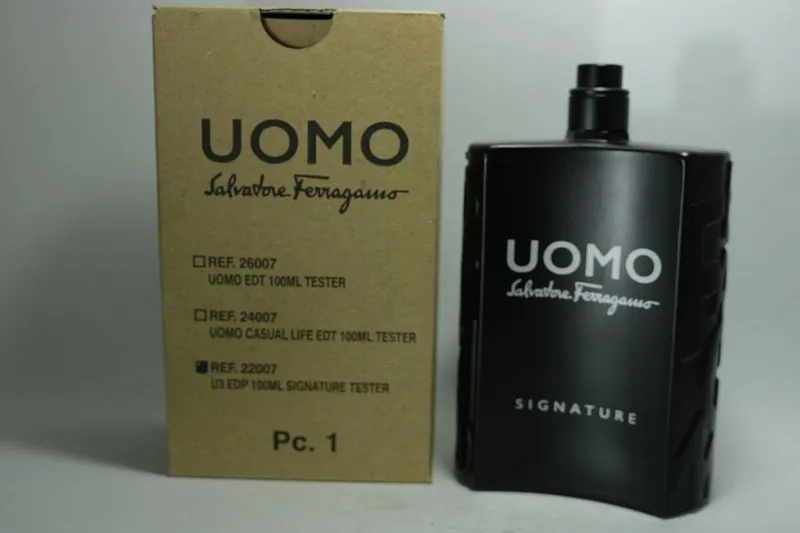 UOMO
Salvatore Ferragamo
REF. 26007
UOMO EDT 100ML TESTER
REF. 24007
UOMO CASUAL LIFE EDT 100ML TESTER
REF. 22007
EDP 100ML SIGNATURE TESTER
Pc. 1
UOMO
Salvatore Ferragamo
SIGNATURE